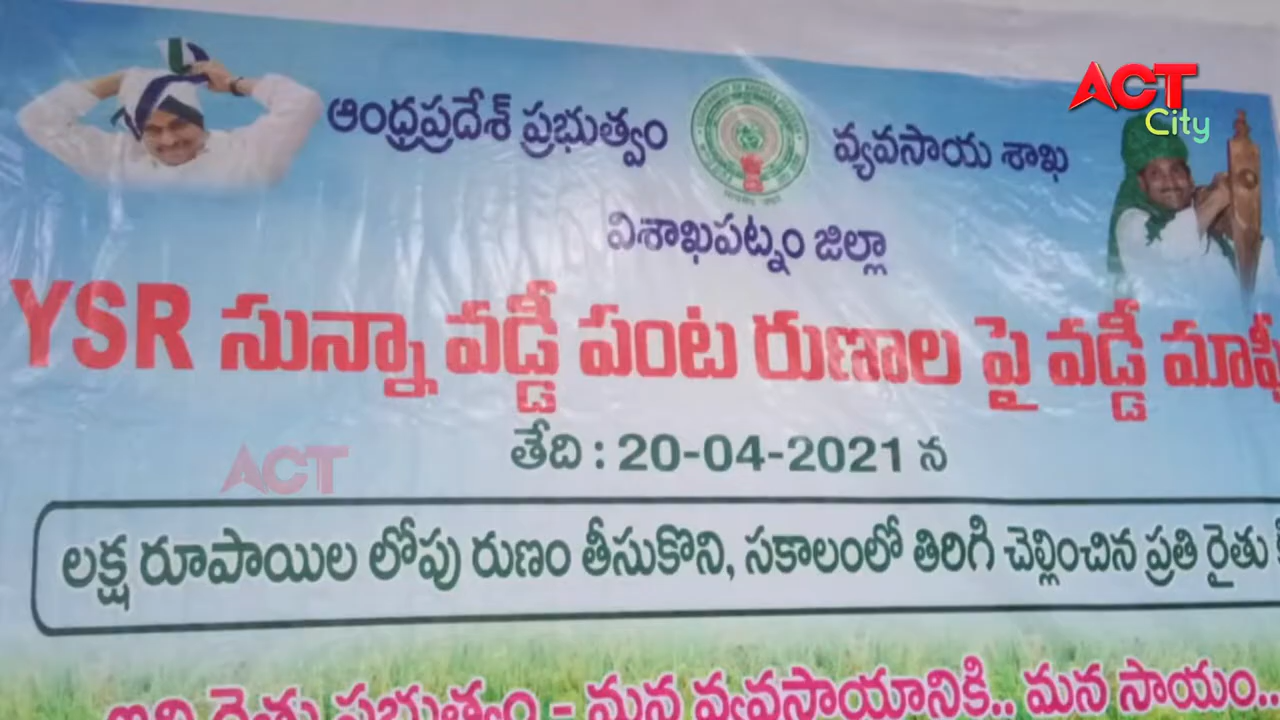 ACT
City
ఆంధ్రప్రదేశ్ ప్రభుత్వం వ్యవసాయ శాఖ
విశాఖపట్నం జిల్లా
YSR సున్నా వడ్డీ పంట రుణాల పై వడ్డీ
తేది : 20-04-2021 న
ACT
లక్ష రూపాయిల లోపు రుణం తీసుకొని, సకాలంలో తిరిగి చెల్లించిన ప్రతి రైతు
రైతు ప్రభుత్వం - మన వ్యవసాయానికి.. మన సాయం...